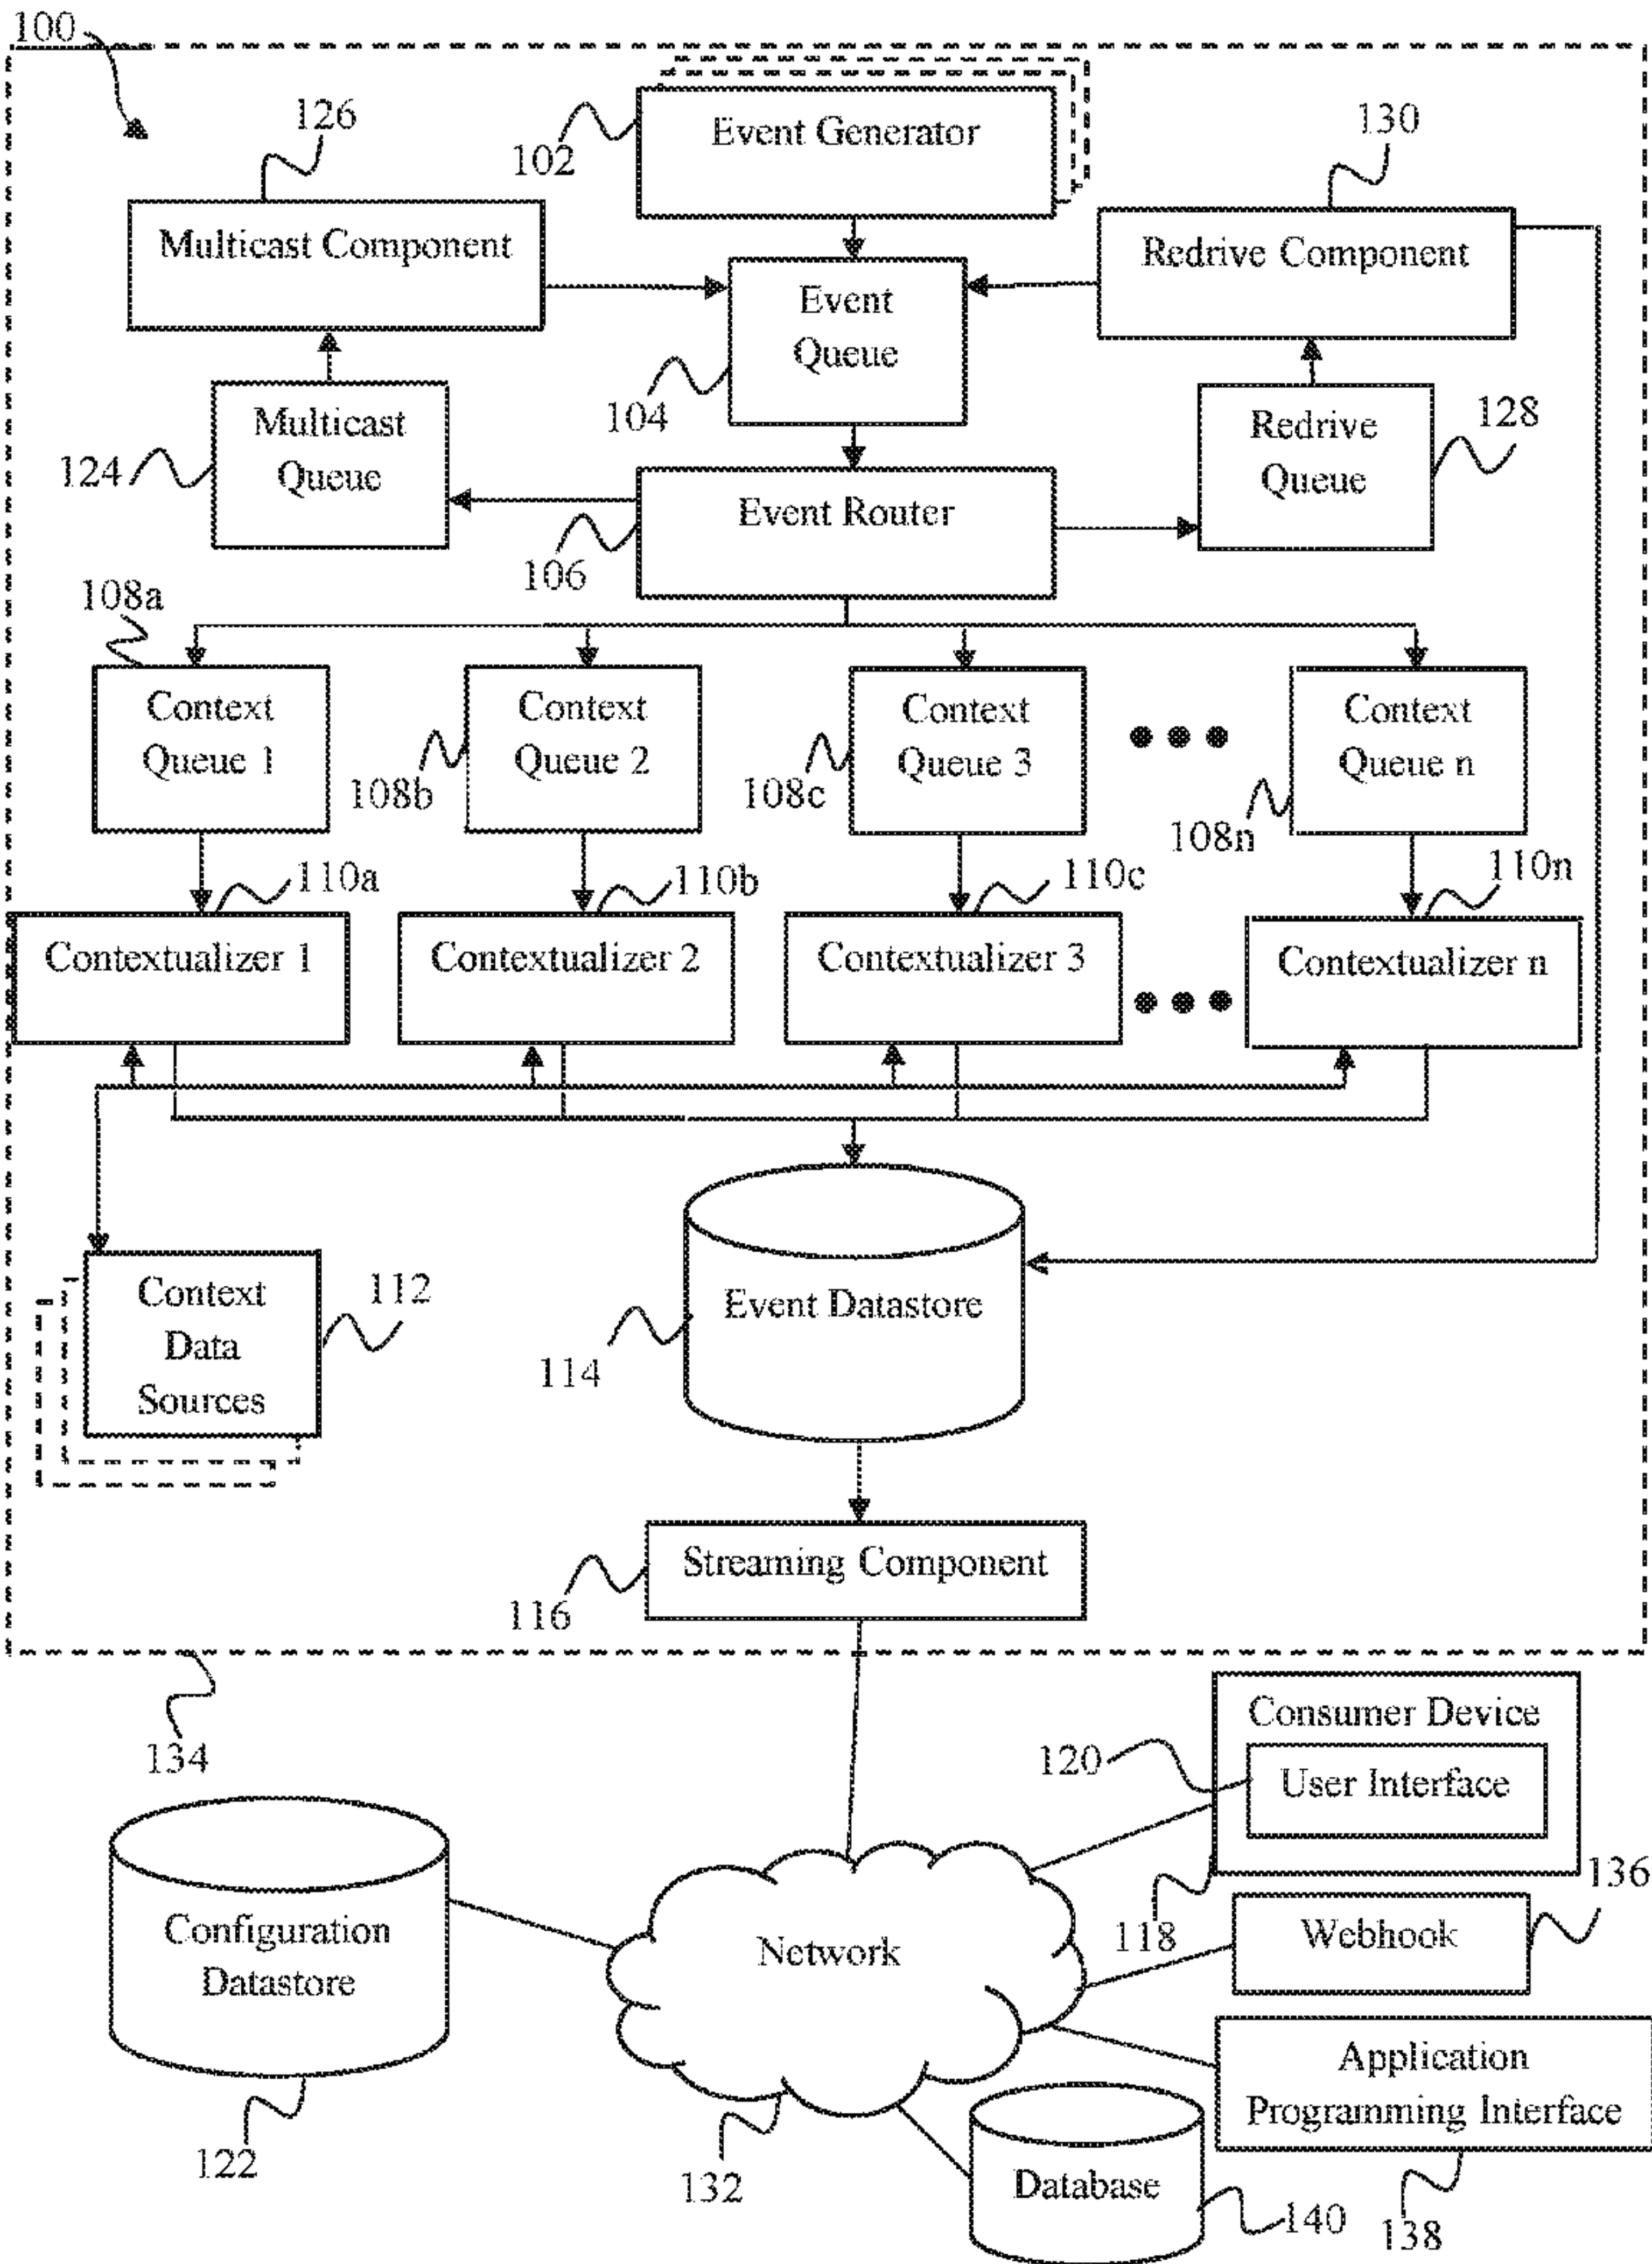 100
126
102
Event Generator
130
Multicast Component
Redrive Component
Event
Queue
104
Multicast
Queue
124
Redrive
Queue
128
Event Router
106
108a
Context
Queue 1
Context
Queue 2
108b
Context
Queue 3
108c
Context
Queue n
108n
110a
110b
110c
110n
Contextualizer 1
Contextualizer 2
Contextualizer 3
Contextualizer n
Context
Data
Sources
112
Event Datastore
114
Streaming Component
116
134
Consumer Device
120
User Interface
118
136
Webhook
Configuration
Datastore
Network
Application
Programming Interface
122
132
Database
140
138